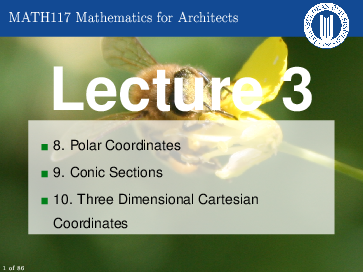 MATH117 Mathematics for Architects
Lecture 3
8. Polar Coordinates
9. Conic Sections
10. Three Dimensional Cartesian
Coordinates
1 of 86